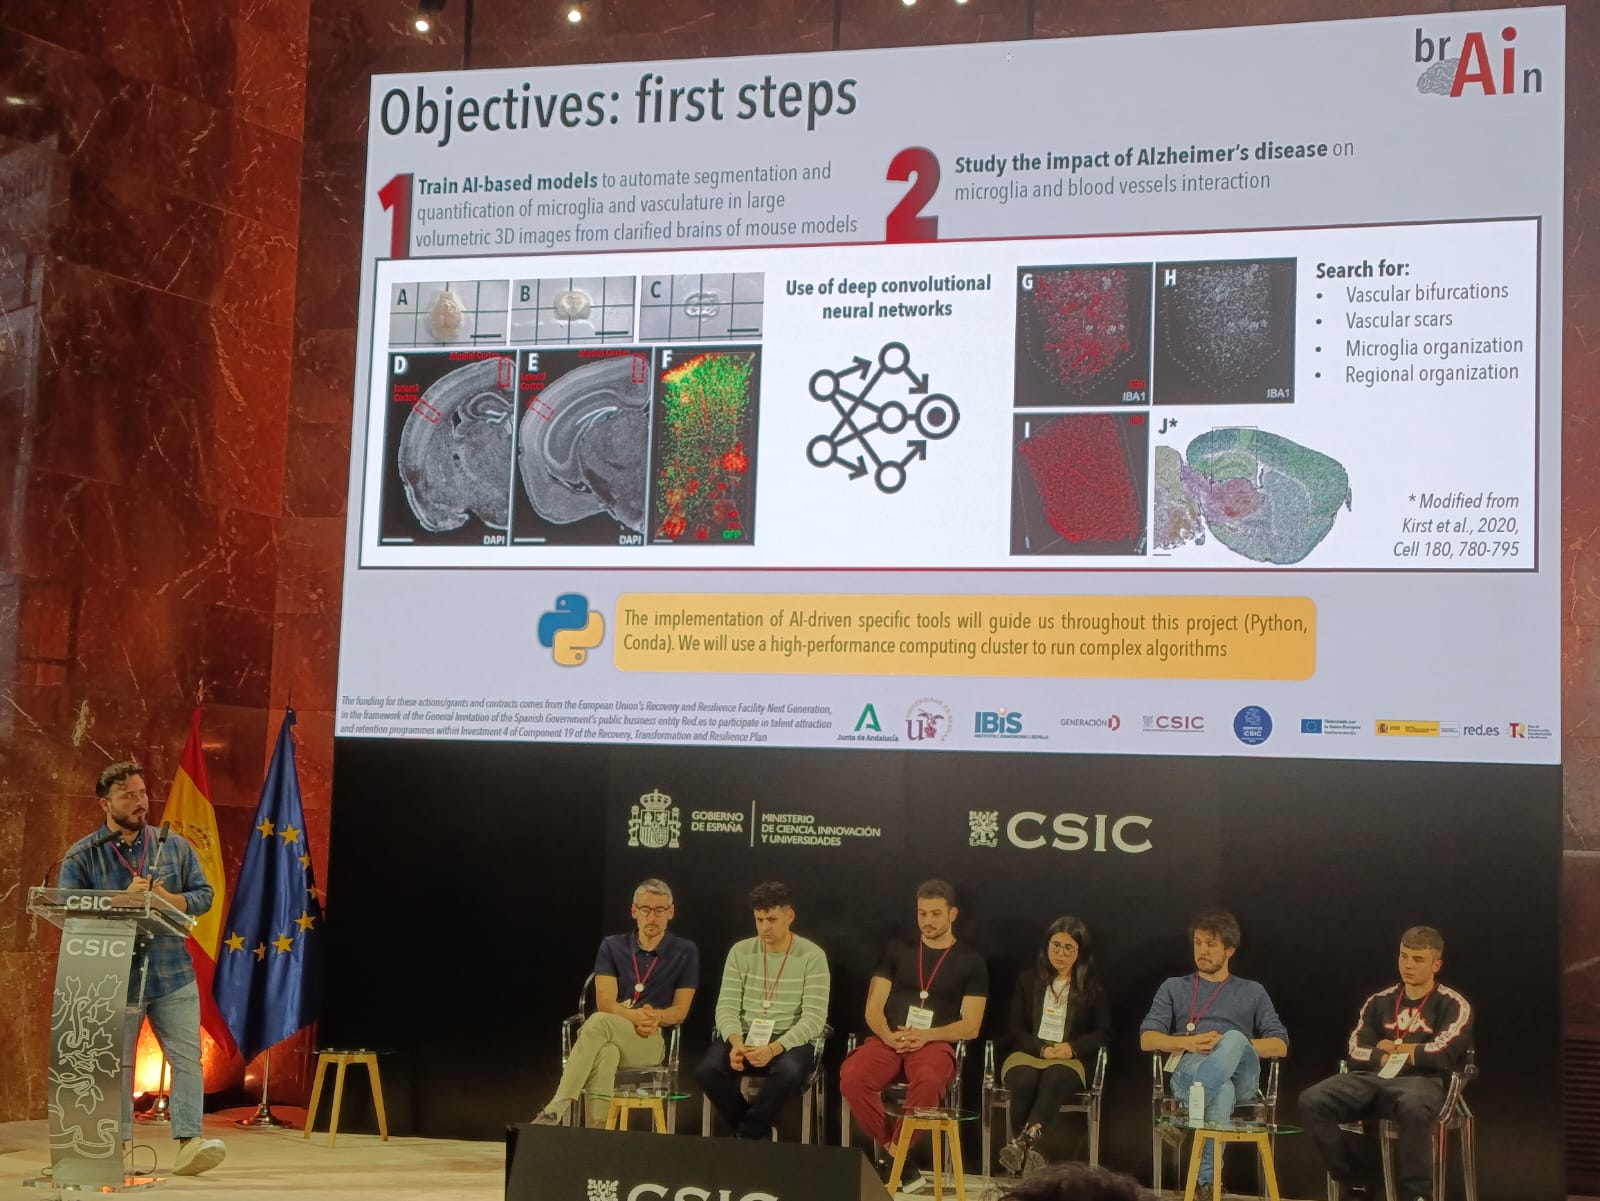 Objectives: first steps
brAin
1 Train AI-based models to automate segmentation and
quantification of microglia and vasculature in large
volumetric 3D images from clarified brains of mouse models
2 Study the impact of Alzheimer's disease on
microglia and blood vessels interaction
A
B
C
D
Medial Cortex
Lateral
Cortex
DAPI
E
Medial Cortex
Lateral
Cortex
DAPI
F
GFP
Use of deep convolutional
neural networks
G
IBA1
H
IBA1
I
J*
Search for:
• Vascular bifurcations
• Vascular scars
• Microglia organization
• Regional organization
* Modified from
Kirst et al., 2020,
Cell 180, 780-795
The implementation of AI-driven specific tools will guide us throughout this project (Python,
Conda). We will use a high-performance computing cluster to run complex algorithms
The funding for these actions/grants and contracts comes from the European Union's Recovery and Resilience Facility-Next Generation,
in the framework of the General Invitation of the Spanish Government's public business entity Red.es to participate in talent attraction
and retention programmes within Investment 4 of Component 19 of the Recovery, Transformation and Resilience Plan
Junta de Andalucía
IBiS
GENERACIÓN D
CSIC
CSIC
red.es
GOBIERNO
DE ESPAÑA
MINISTERIO
DE CIENCIA, INNOVACIÓN
Y UNIVERSIDADES
CSIC
CSIC
CSIC
CSIC